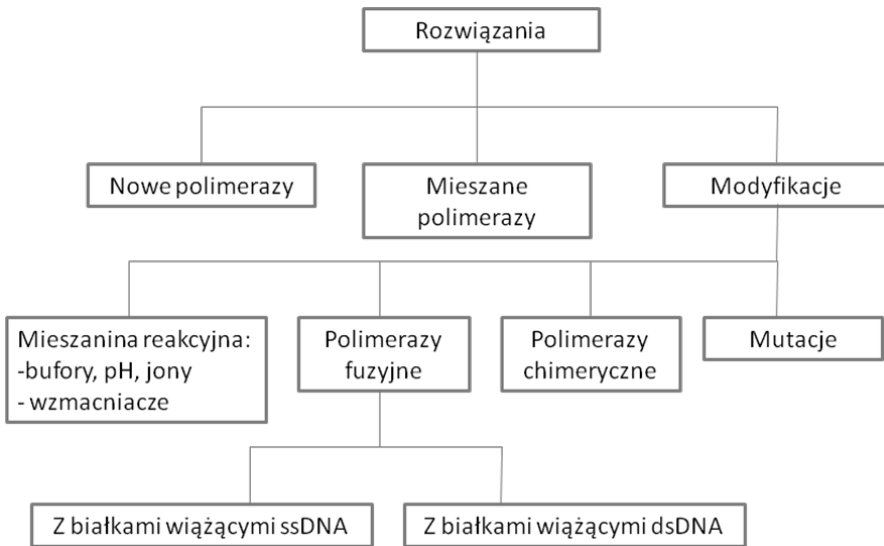 Rozwiązania
Nowe polimerazy
Mieszane
polimerazy
Modyfikacje
Mieszanina reakcyjna:
-bufory, pH, jony
- wzmacniacze
Polimerazy
fuzyjne
Polimerazy
chimeryczne
Mutacje
Z białkami wiążącymi ssDNA
Z białkami wiążącymi dsDNA